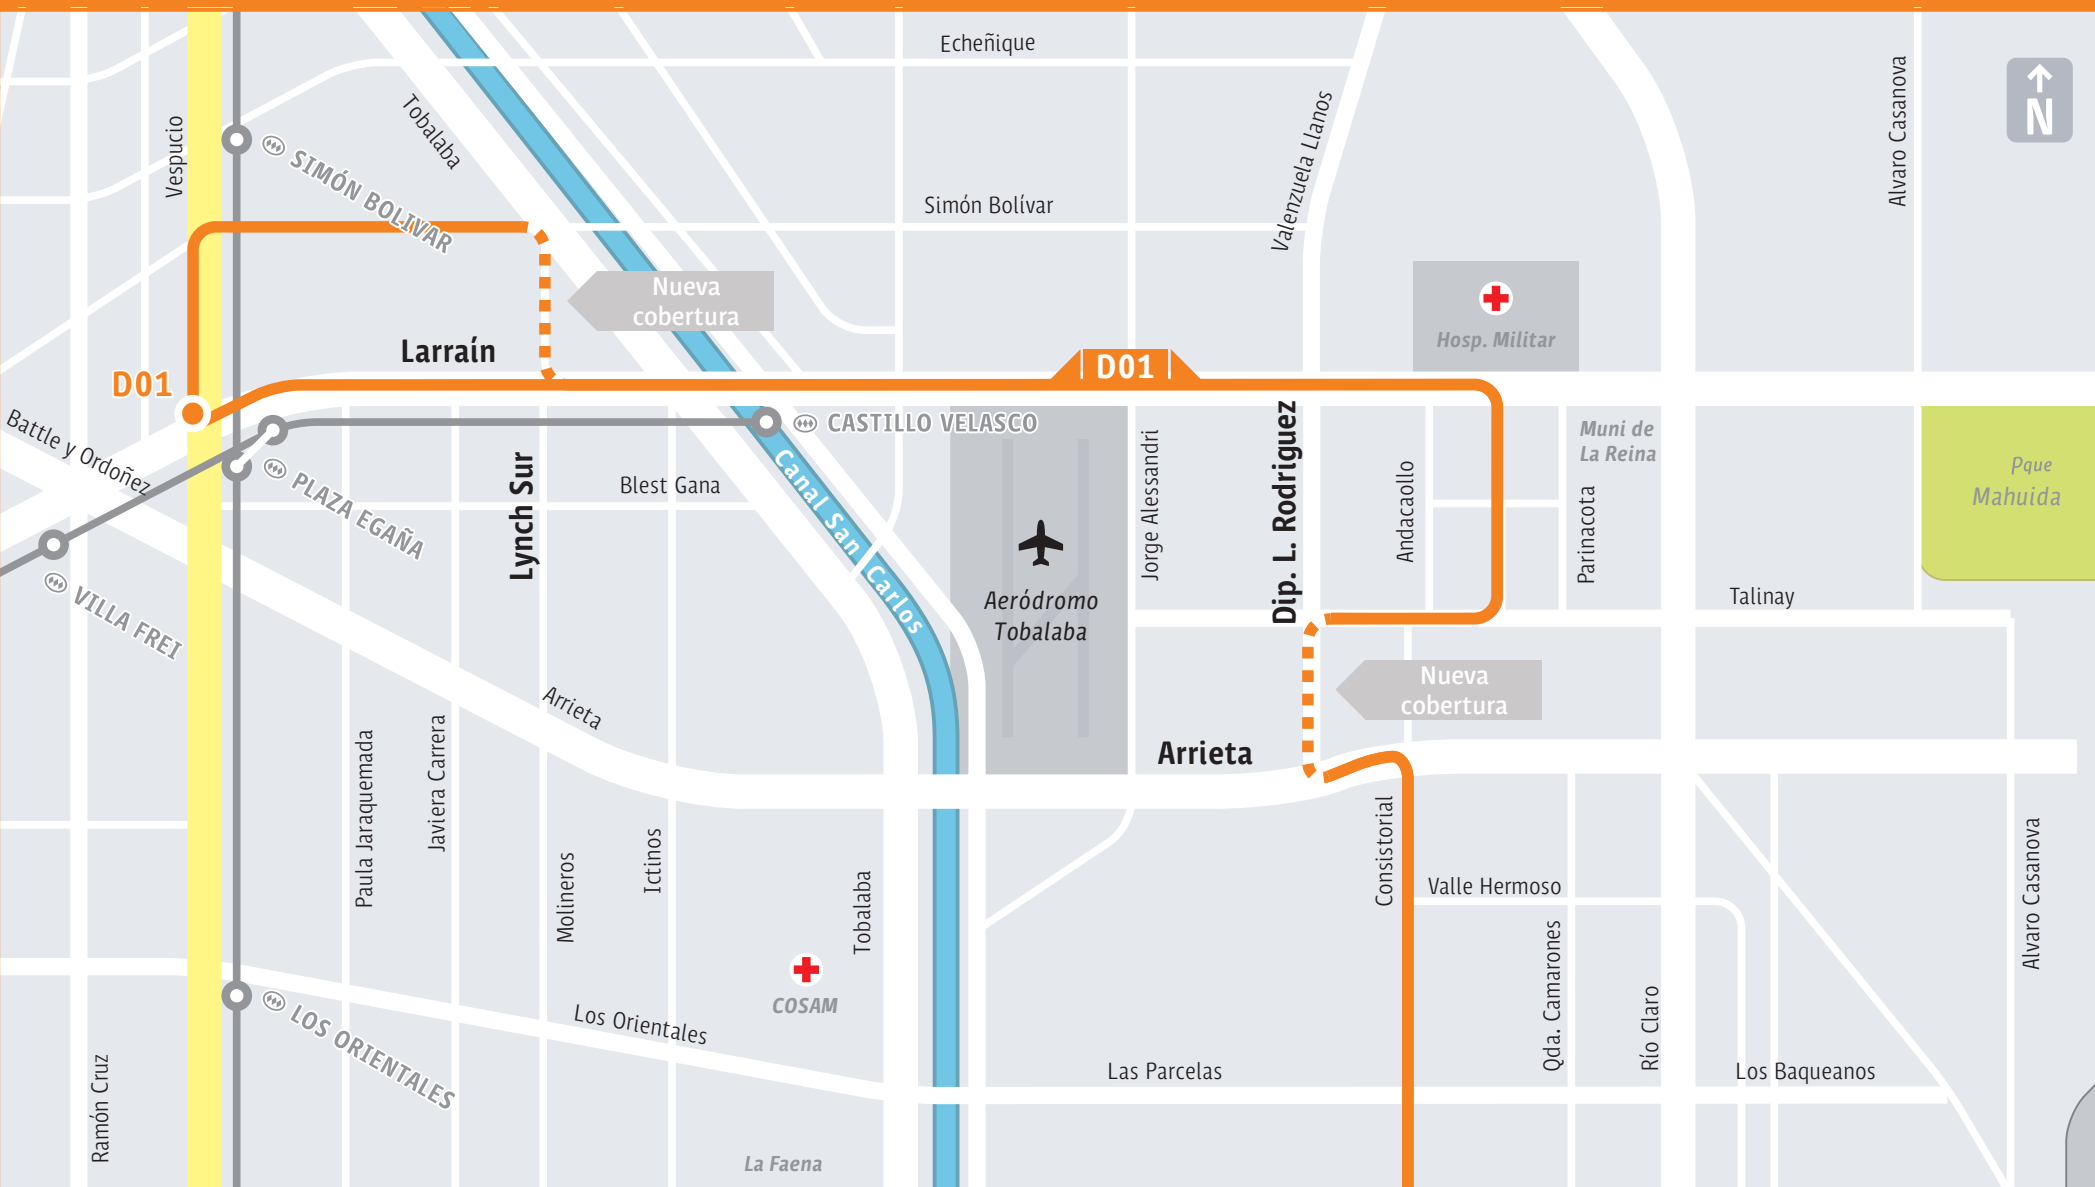 Echeñique
Vespucio
Tobalaba
SIMÓN BOLIVAR
Simón Bolívar
Valenzuela Llanos
Alvaro Casanova
N
Nueva
cobertura
Hosp. Militar
Larraín
D01
D01
Battle y Ordoñez
CASTILLO VELASCO
PLAZA EGAÑA
VILLA FREI
Lynch Sur
Blest Gana
Canal San Carlos
Aeródromo
Tobalaba
Jorge Alessandri
Dip. L. Rodriguez
Andacaollo
Muni de
La Reina
Parinacota
Pque
Mahuida
Talinay
Nueva
cobertura
Arrieta
Arrieta
Paula Jaraquemada
Javiera Carrera
Molineros
Ictinos
Tobalaba
Consistorial
Valle Hermoso
Qda. Camarones
Río Claro
Alvaro Casanova
COSAM
LOS ORIENTALES
Los Orientales
Las Parcelas
Los Baqueanos
Ramón Cruz
La Faena